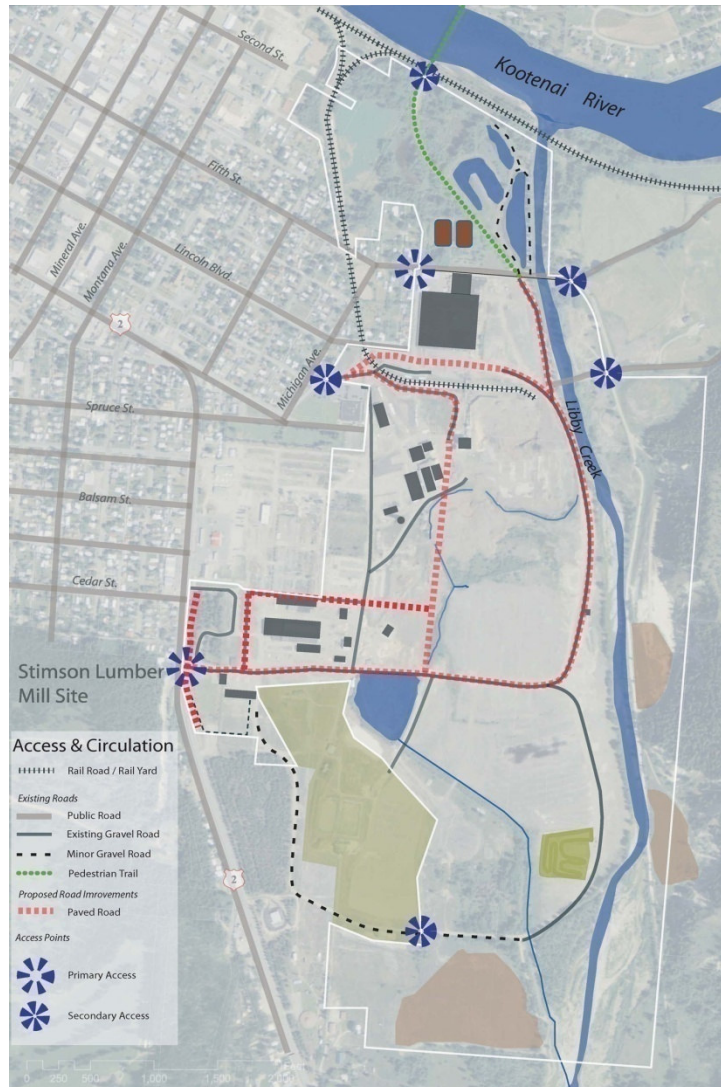 Second St.
Kootenai River
Fifth St.
Mineral Ave.
Montana Ave.
Lincoln Blvd.
2
Michigan Ave.
Spruce St.
Libby Creek
Balsam St.
Cedar St.
Stimson Lumber
Mill Site
Access & Circulation
Rail Road / Rail Yard
Existing Roads
Public Road
Existing Gravel Road
Minor Gravel Road
Pedestrian Trail
Proposed Road Imrovements
Paved Road
Access Points
Primary Access
Secondary Access
2
0 250 500 1,000 1,500